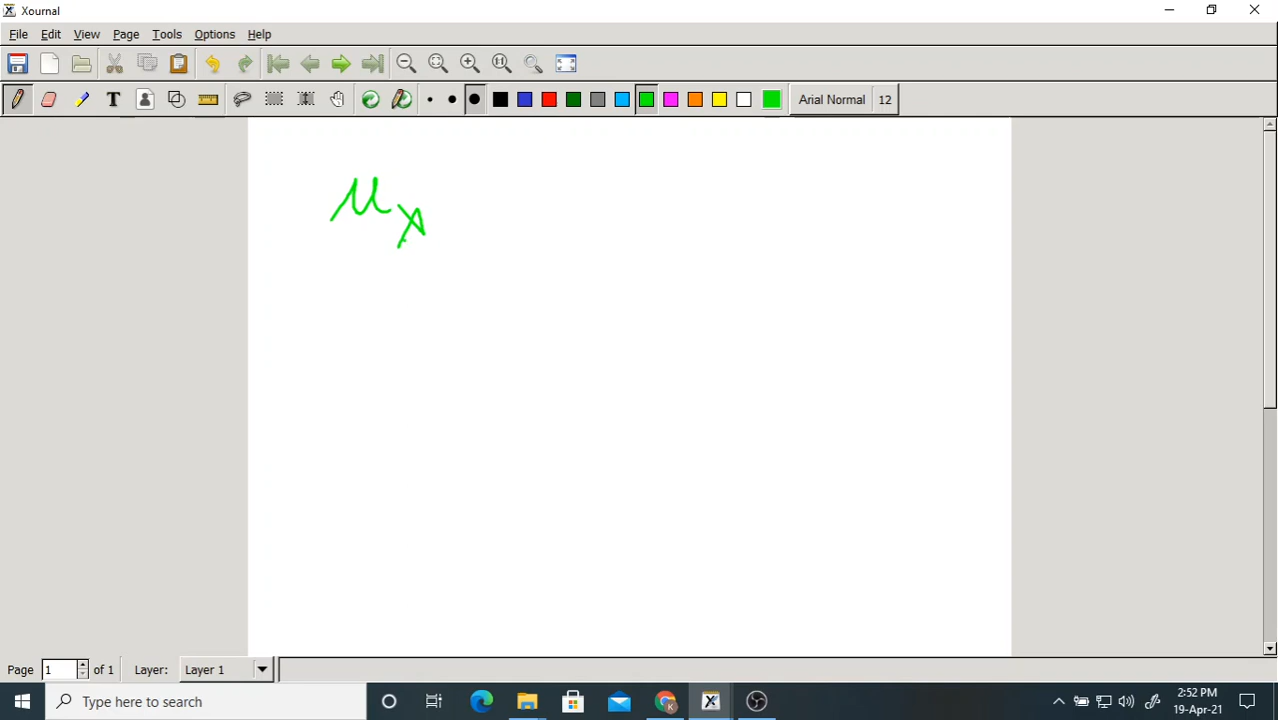 Xournal
File Edit View Page Tools Options Help
T Arial Normal 12
μ
Page 1 of 1 Layer: Layer 1
Type here to search
2:52 PM
19-Apr-21